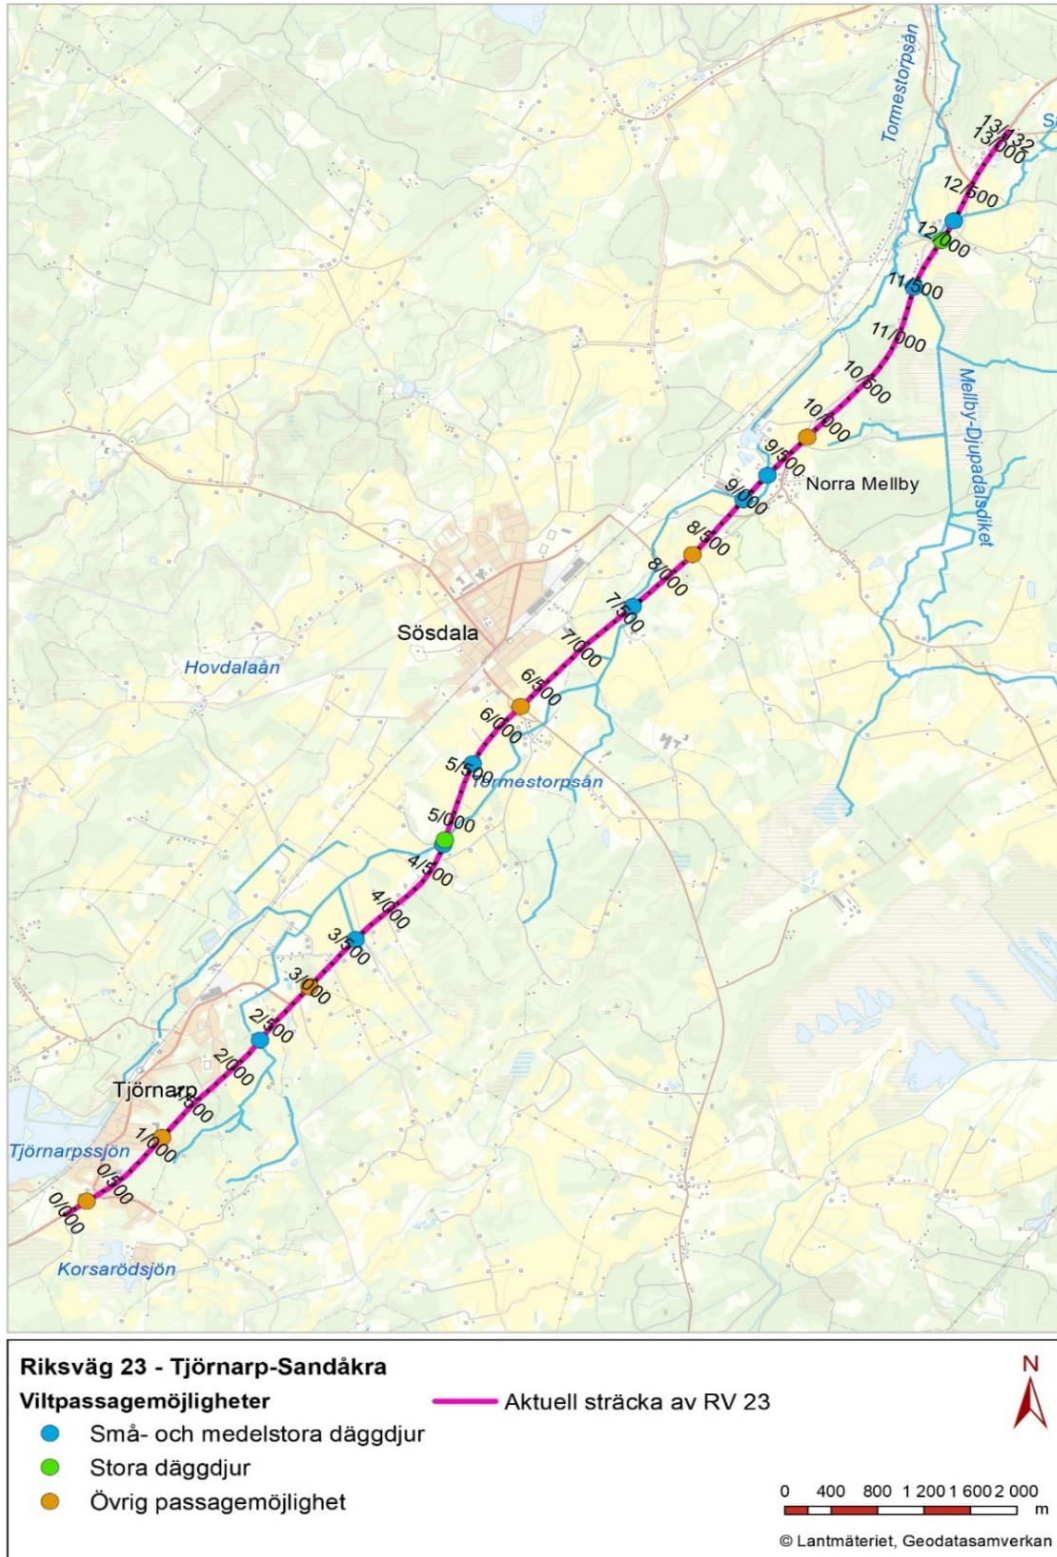 Tormestorpsån
13/132
13/000
12/500
12/000
11/500
11/000
Mellby-Djupadalsdiket
10/500
10/000
9/500
Norra Mellby
9/000
8/500
8/000
7/500
Sösdala
7/000
Hovdalaån
6/500
6/000
5/500
Tormestorpsån
5/000
4/500
4/000
3/500
3/000
2/500
2/000
Tjörnarp
1/500
1/000
Tjörnarpssjön
0/500
0/000
Korsarödsjön
Riksväg 23 - Tjörnarp-Sandåkra
Viltpassagemöjligheter
Aktuell sträcka av RV 23
Små- och medelstora däggdjur
Stora däggdjur
Övrig passagemöjlighet
N
0 400 800 1200 1 600 2 000
m
© Lantmäteriet, Geodatasamverkan